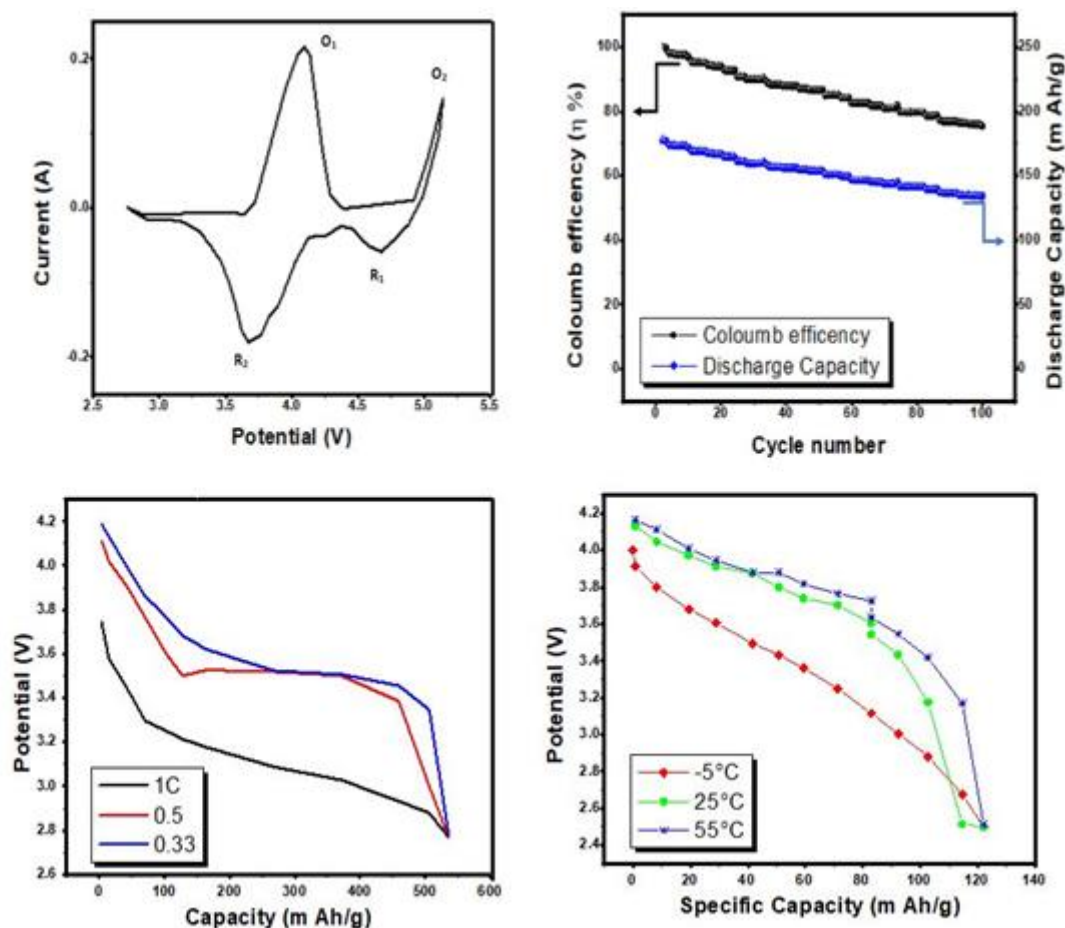 O₁
O₂
0.2
0.0
-0.2
R₁
R₂
Current (A)
2.5 3.0 3.5 4.0 4.5 5.0 5.5
Potential (V)
100
80
60
40
20
0
Coloumb efficency (η %)
250
200
150
100
50
0
Discharge Capacity (m Ah/g)
Coloumb efficency
Discharge Capacity
0 20 40 60 80 100
Cycle number
4.2
4.0
3.8
3.6
3.4
3.2
3.0
2.8
2.6
Potential (V)
1C
0.5
0.33
0 100 200 300 400 500 600
Capacity (m Ah/g)
4.2
4.0
3.8
3.6
3.4
3.2
3.0
2.8
2.6
2.4
Potential (V)
-5°C
25°C
55°C
0 20 40 60 80 100 120 140
Specific Capacity (m Ah/g)